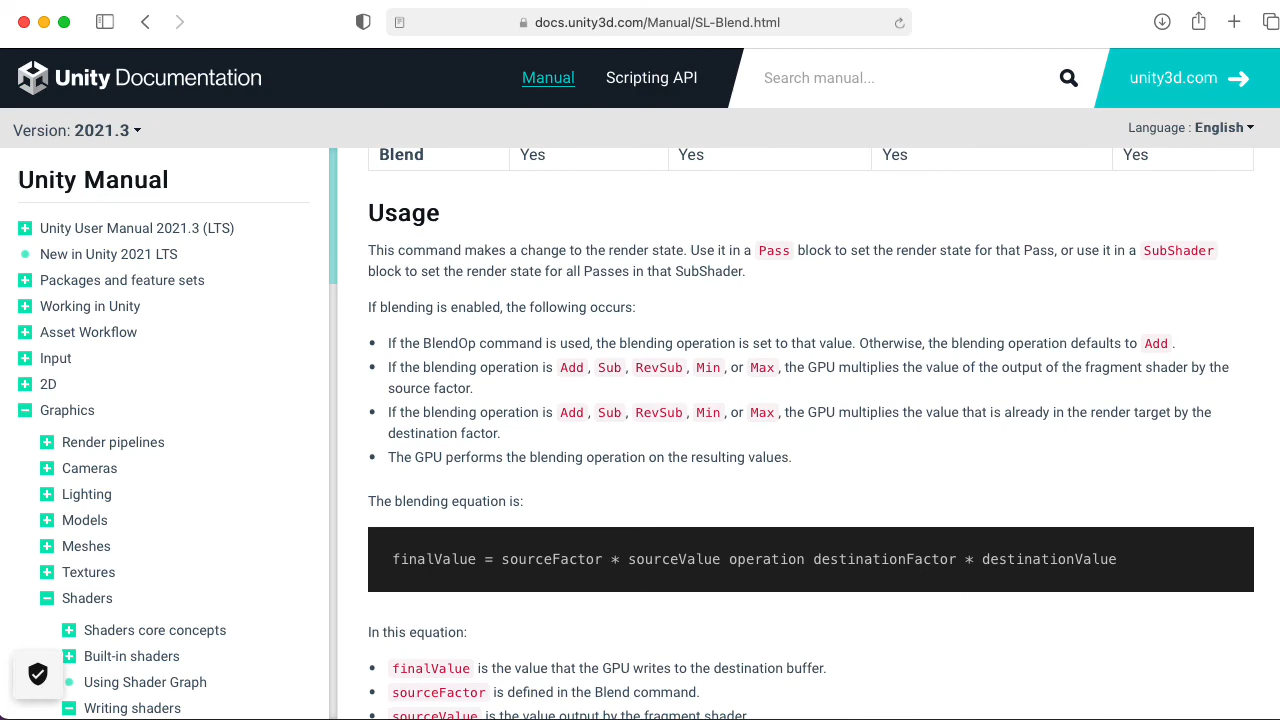 docs.unity3d.com/Manual/SL-Blend.html
Unity Documentation
Manual
Scripting API
Search manual...
unity3d.com
Version: 2021.3
Language : English
Unity Manual
Unity User Manual 2021.3 (LTS)
New in Unity 2021 LTS
Packages and feature sets
Working in Unity
Asset Workflow
Input
2D
Graphics
Render pipelines
Cameras
Lighting
Models
Meshes
Textures
Shaders
Shaders core concepts
Built-in shaders
Using Shader Graph
Writing shaders
Blend Yes Yes Yes Yes
Usage
This command makes a change to the render state. Use it in a Pass block to set the render state for that Pass, or use it in a SubShader
block to set the render state for all Passes in that SubShader.
If blending is enabled, the following occurs:
If the BlendOp command is used, the blending operation is set to that value. Otherwise, the blending operation defaults to Add.
If the blending operation is Add, Sub, RevSub, Min, or Max, the GPU multiplies the value of the output of the fragment shader by the
source factor.
If the blending operation is Add, Sub, RevSub, Min, or Max, the GPU multiplies the value that is already in the render target by the
destination factor.
The GPU performs the blending operation on the resulting values.
The blending equation is:
finalValue = sourceFactor * sourceValue operation destinationFactor * destinationValue
In this equation:
finalValue is the value that the GPU writes to the destination buffer.
sourceFactor is defined in the Blend command.
sourceValue is the value output by the fragment shader.